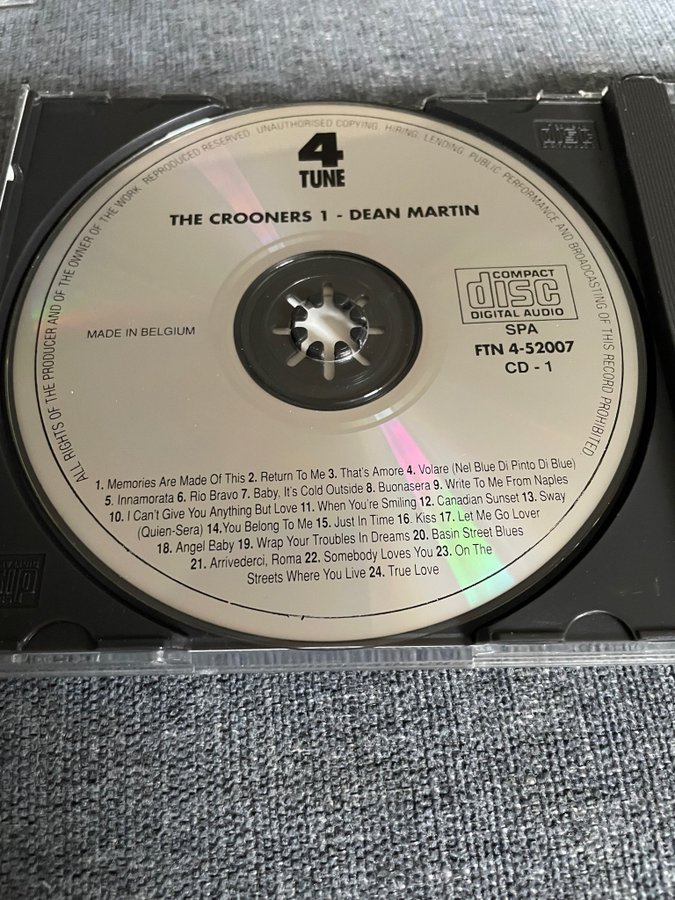 ALL RIGHTS OF THE PRODUCER AND OF THE OWNER OF THE WORK. REPRODUCED RESERVED. UNAUTHORISED COPYING, HIRING, LENDING, PUBLIC PERFORMANCE AND BROADCASTING OF THIS RECORD PROHIBITED
4
TUNE
THE CROONERS 1 - DEAN MARTIN
COMPACT
disc
DIGITAL AUDIO
MADE IN BELGIUM
SPA
FTN 4-52007
CD - 1
1. Memories Are Made Of This 2. Return To Me 3. That's Amore 4. Volare (Nel Blue Di Pinto Di Blue)
5. Innamorata 6. Rio Bravo 7. Baby, It's Cold Outside 8. Buonasera 9. Write To Me From Naples
10. I Can't Give You Anything But Love 11. When You're Smiling 12. Canadian Sunset 13. Sway
(Quien-Sera) 14.You Belong To Me 15. Just In Time 16. Kiss 17. Let Me Go Lover
18. Angel Baby 19. Wrap Your Troubles In Dreams 20. Basin Street Blues
21. Arrivederci, Roma 22. Somebody Loves You 23. On The
Streets Where You Live 24. True Love